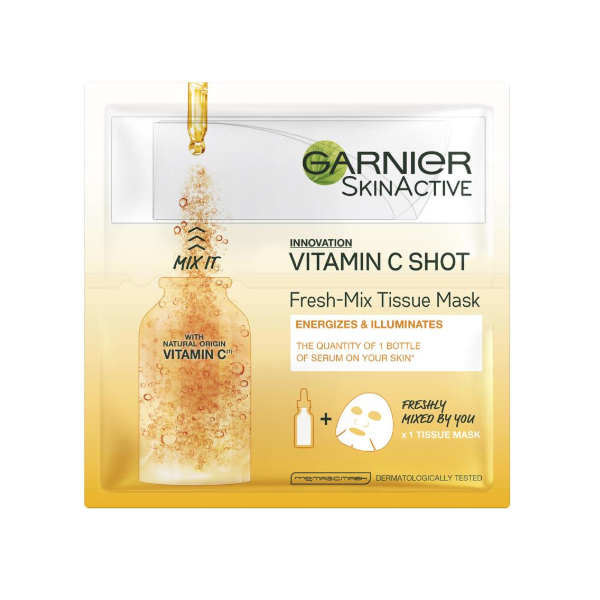 GARNIER
SKINACTIVE
INNOVATION
VITAMIN C SHOT
MIX IT
Fresh-Mix Tissue Mask
ENERGIZES & ILLUMINATES
WITH
NATURAL ORIGIN
VITAMIN C(1)
THE QUANTITY OF 1 BOTTLE
OF SERUM ON YOUR SKIN*
+
FRESHLY
MIXED BY YOU
x 1 TISSUE MASK
DERMATOLOGICALLY TESTED